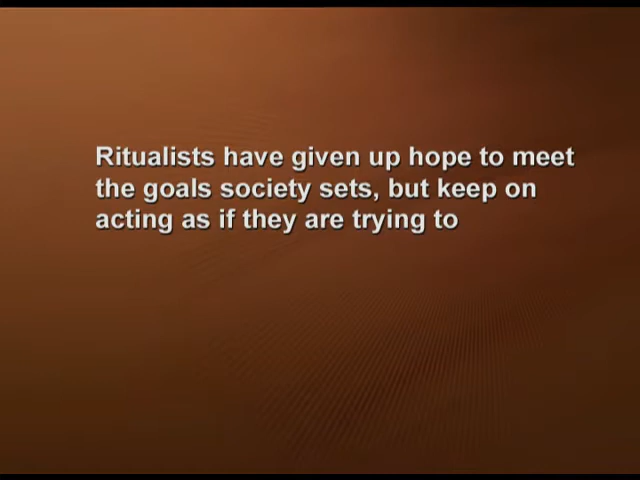 Ritualists have given up hope to meet
the goals society sets, but keep on
acting as if they are trying to